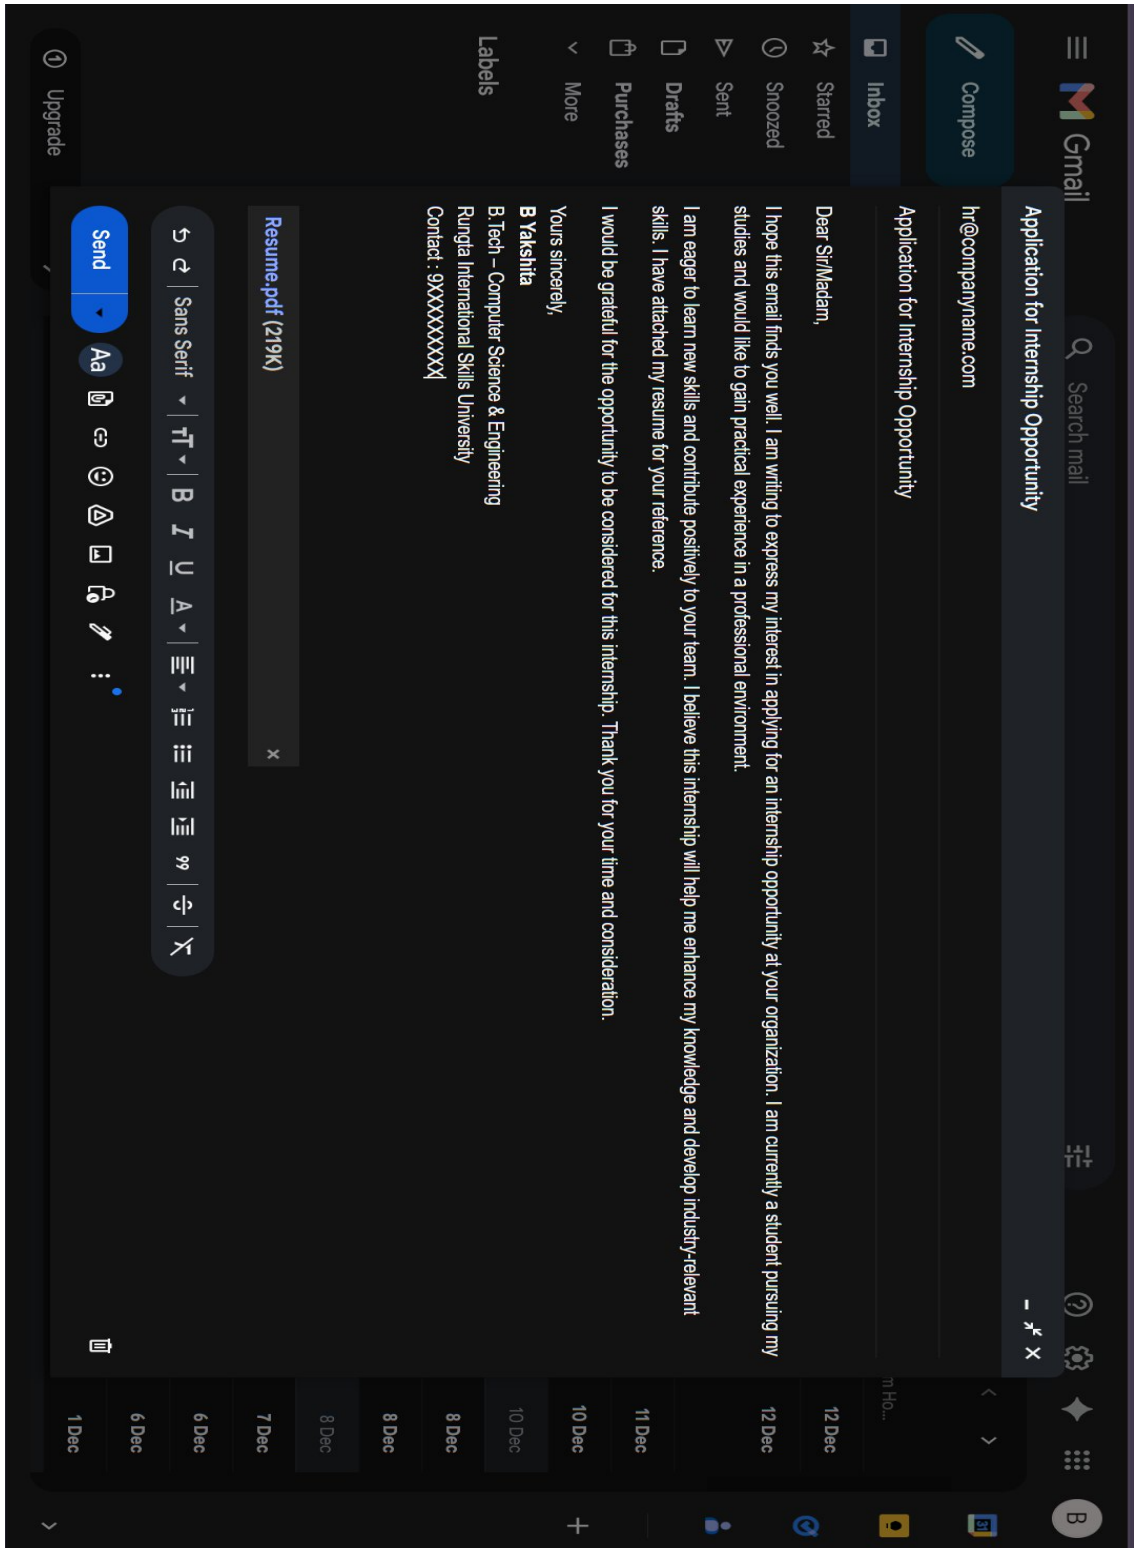 Gmail
Search mail
Compose
Inbox
Starred
Snoozed
Sent
Drafts
Purchases
More
Labels
Upgrade
Application for Internship Opportunity
hr@companyname.com
Application for Internship Opportunity
Dear Sir/Madam,
I hope this email finds you well. I am writing to express my interest in applying for an internship opportunity at your organization. I am currently a student pursuing my
studies and would like to gain practical experience in a professional environment.
I am eager to learn new skills and contribute positively to your team. I believe this internship will help me enhance my knowledge and develop industry-relevant
skills. I have attached my resume for your reference.
I would be grateful for the opportunity to be considered for this internship. Thank you for your time and consideration.
Yours sincerely,
B Yakshita
B.Tech – Computer Science & Engineering
Rungta International Skills University
Contact : 9XXXXXXXXX
Resume.pdf (219K)
Sans Serif
Send
m Ho...
12 Dec
12 Dec
11 Dec
10 Dec
10 Dec
8 Dec
8 Dec
8 Dec
7 Dec
6 Dec
6 Dec
1 Dec
B
31